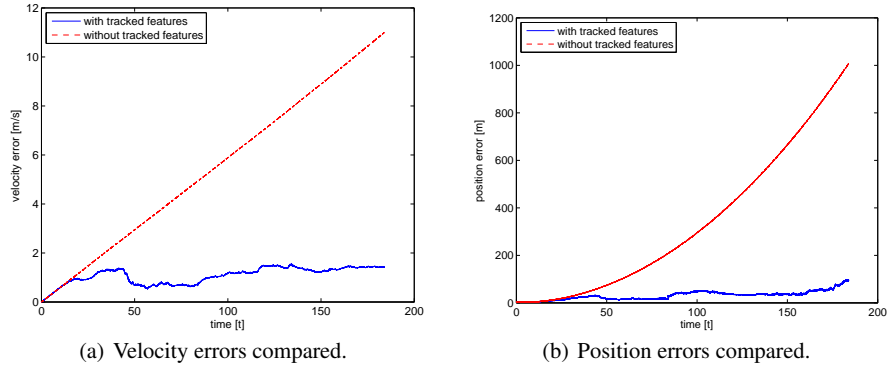 12
10
8
6
4
2
0
velocity error [m/s]
with tracked features
without tracked features
0
50
100
150
200
time [t]
(a) Velocity errors compared.
1200
1000
800
600
400
200
0
position error [m]
with tracked features
without tracked features
0
50
100
150
200
time [t]
(b) Position errors compared.